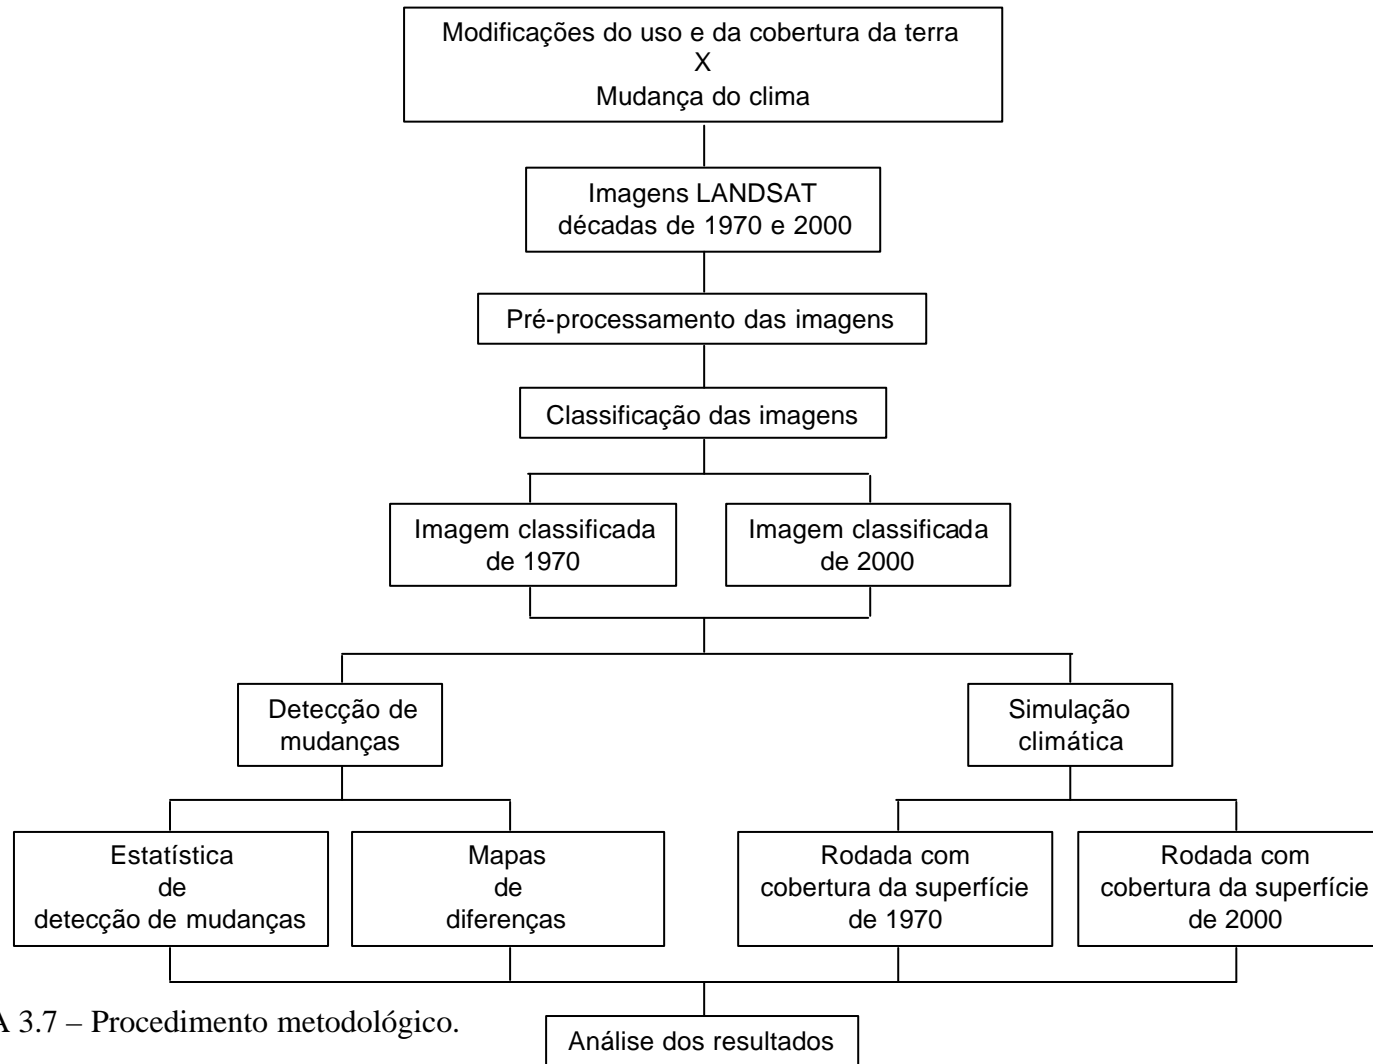 Modificações do uso e da cobertura da terra
X
Mudança do clima
Imagens LANDSAT
décadas de 1970 e 2000
Pré-processamento das imagens
Classificação das imagens
Imagem classificada
de 1970
Imagem classificada
de 2000
Detecção de
mudanças
Simulação
climática
Estatística
de
detecção de mudanças
Mapas
de
diferenças
Rodada com
cobertura da superfície
de 1970
Rodada com
cobertura da superfície
de 2000
A 3.7 – Procedimento metodológico.
Análise dos resultados